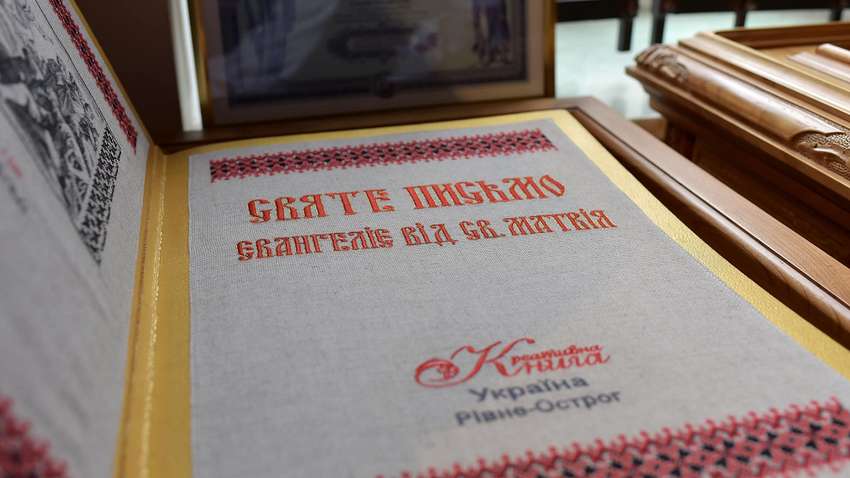 СВЯТЕ ПИСЬМО
ЄВАНГЕЛІЄ ВІД СВ. МАТВІЯ
Креативна
Книга
Україна
Рівне-Острог